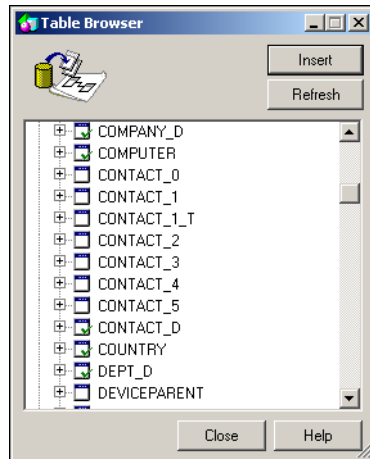 Table Browser
Insert
Refresh
COMPANY_D
COMPUTER
CONTACT_0
CONTACT_1
CONTACT_1_T
CONTACT_2
CONTACT_3
CONTACT_4
CONTACT_5
CONTACT_D
COUNTRY
DEPT_D
DEVICEPARENT
Close
Help